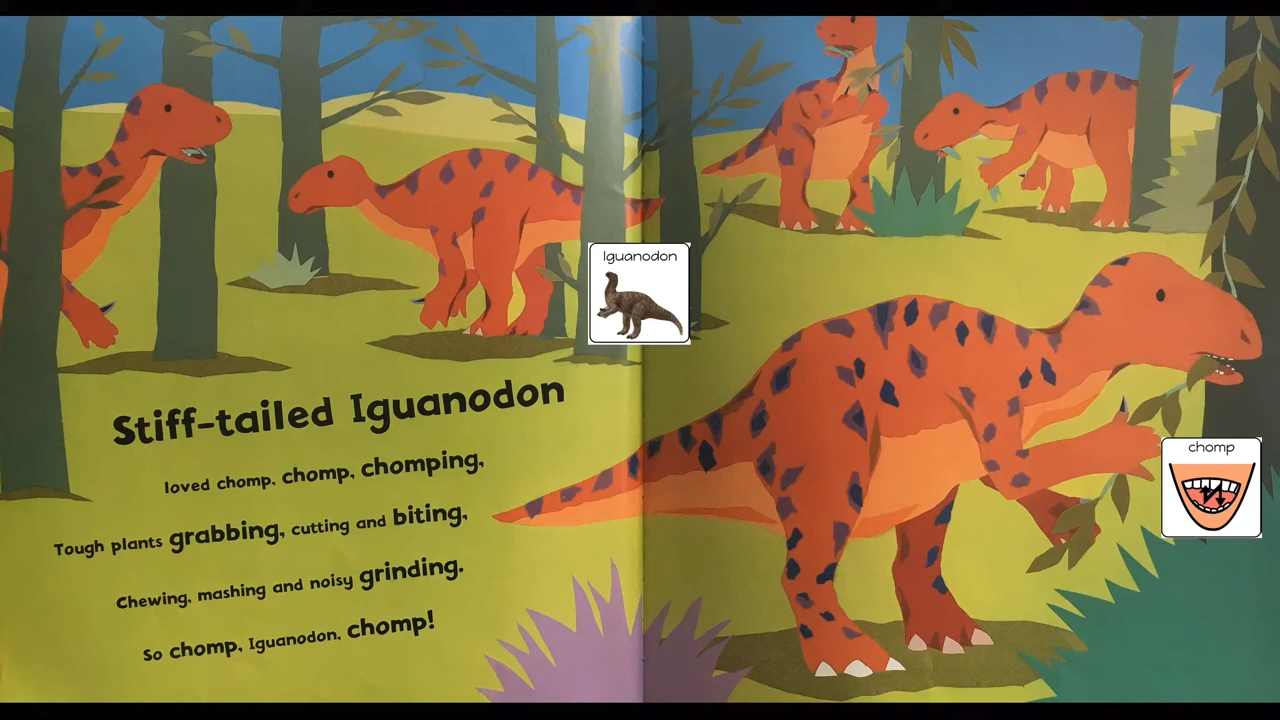 Stiff-tailed Iguanodon
loved chomp, chomp, chomping,
Tough plants grabbing, cutting and biting,
Chewing, mashing and noisy grinding.
So chomp, Iguanodon, chomp!
Iguanodon
chomp